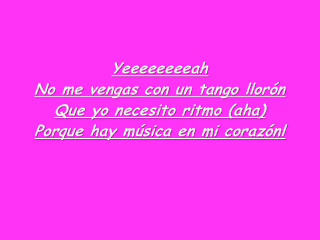 Yeeeeeeeeah
No me vengas con un tango llorón
Que yo necesito ritmo (aha)
Porque hay música en mi corazón!